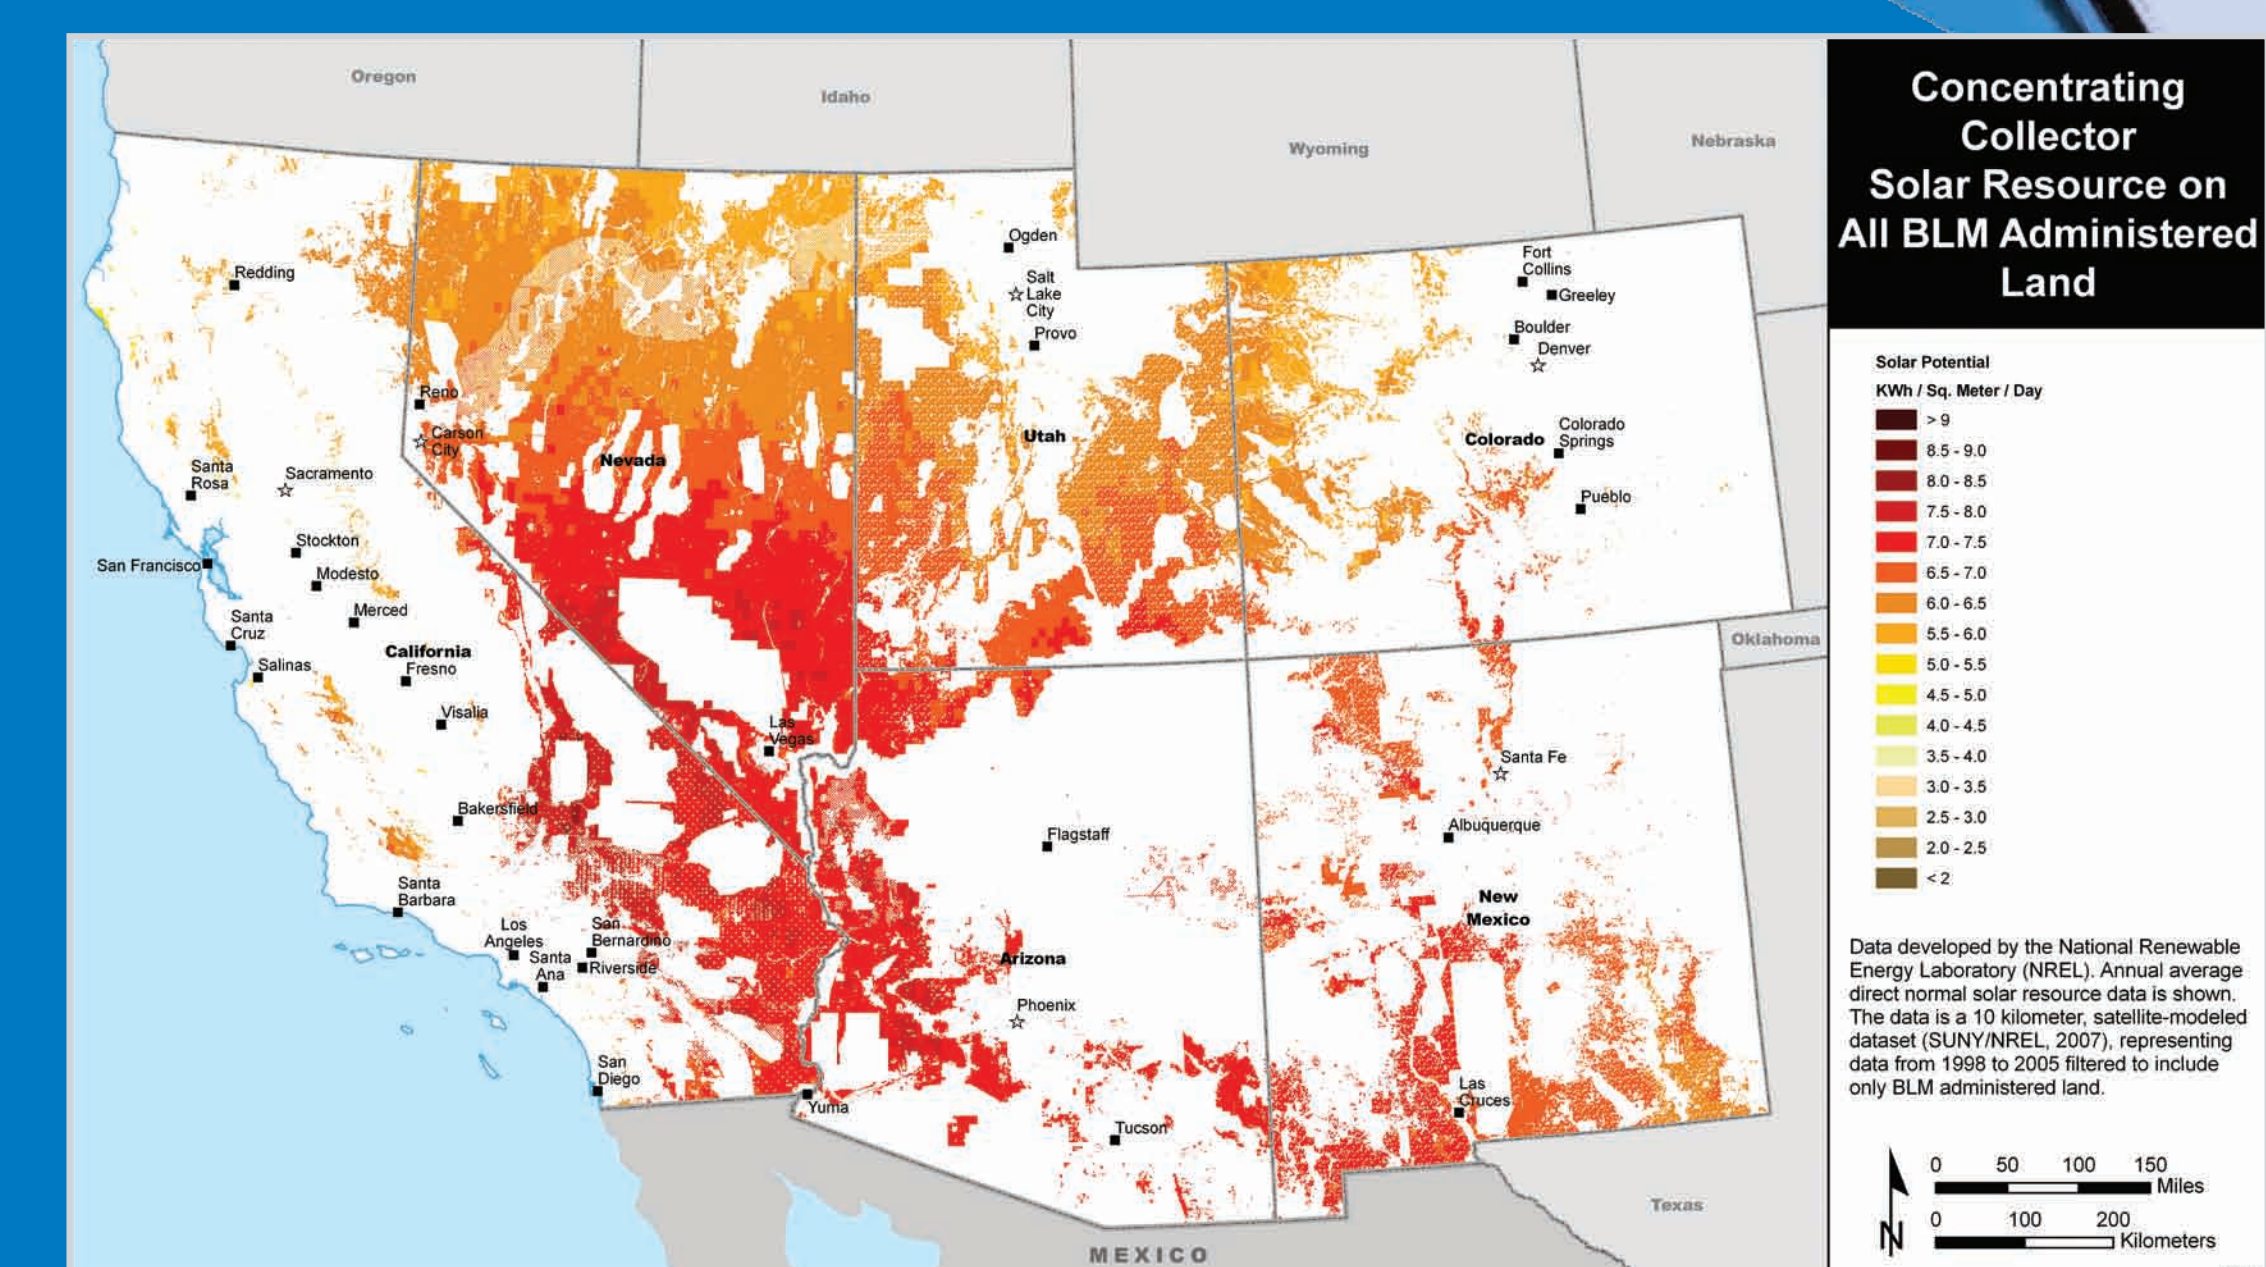 Concentrating
Collector
Solar Resource on
All BLM Administered
Land
Solar Potential
KWh / Sq. Meter / Day
> 9
8.5 - 9.0
8.0 - 8.5
7.5 - 8.0
7.0 - 7.5
6.5 - 7.0
6.0 - 6.5
5.5 - 6.0
5.0 - 5.5
4.5 - 5.0
4.0 - 4.5
3.5 - 4.0
3.0 - 3.5
2.5 - 3.0
2.0 - 2.5
< 2
Data developed by the National Renewable
Energy Laboratory (NREL). Annual average
direct normal solar resource data is shown.
The data is a 10 kilometer, satellite-modeled
dataset (SUNY/NREL, 2007), representing
data from 1998 to 2005 filtered to include
only BLM administered land.
0 50 100 150
Miles
0 100 200
Kilometers
N
Oregon
Idaho
Wyoming
Nebraska
Oklahoma
Texas
MEXICO
Redding
Reno
Carson
City
Nevada
Las
Vegas
Santa
Rosa
Sacramento
Stockton
San Francisco
Modesto
Merced
Santa
Cruz
California
Fresno
Salinas
Visalia
Bakersfield
Santa
Barbara
Los
Angeles
San
Bernardino
Santa
Ana
Riverside
San
Diego
Ogden
Salt
Lake
City
Provo
Utah
Fort
Collins
Greeley
Boulder
Denver
Colorado
Colorado
Springs
Pueblo
Flagstaff
Arizona
Phoenix
Yuma
Tucson
Santa Fe
Albuquerque
New
Mexico
Las
Cruces